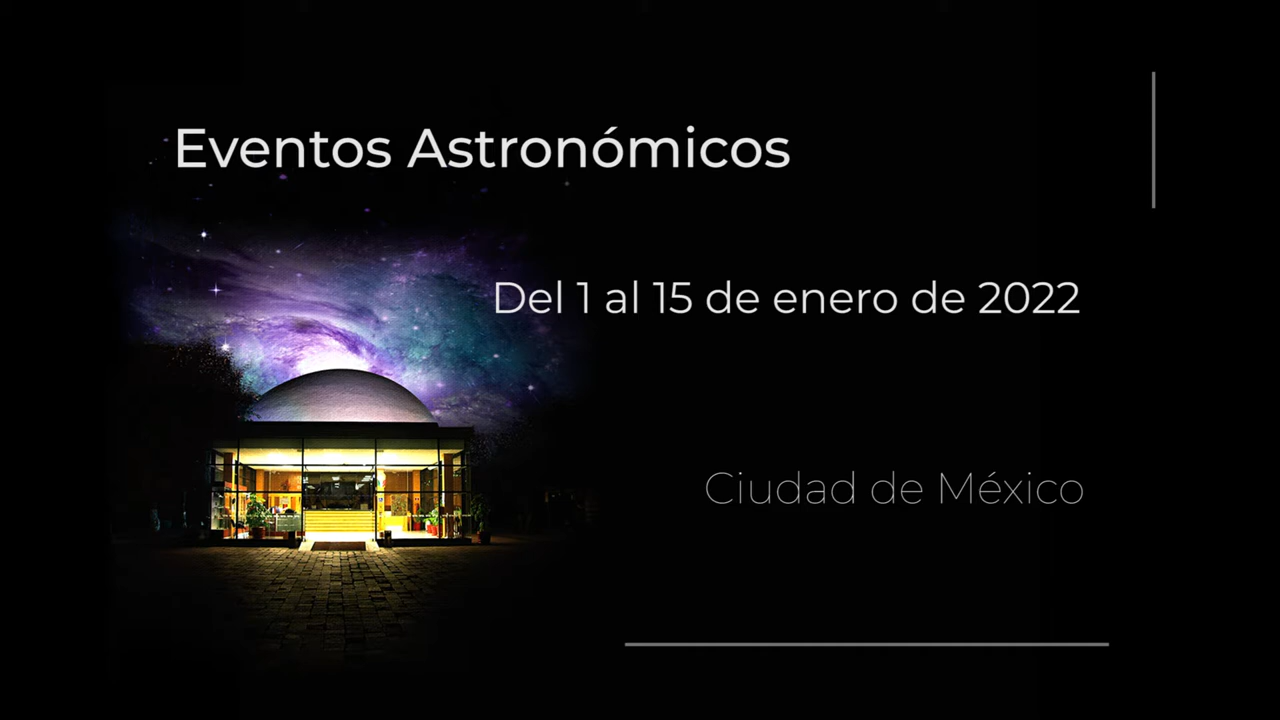 Eventos Astronómicos
Del 1 al 15 de enero de 2022
Ciudad de México